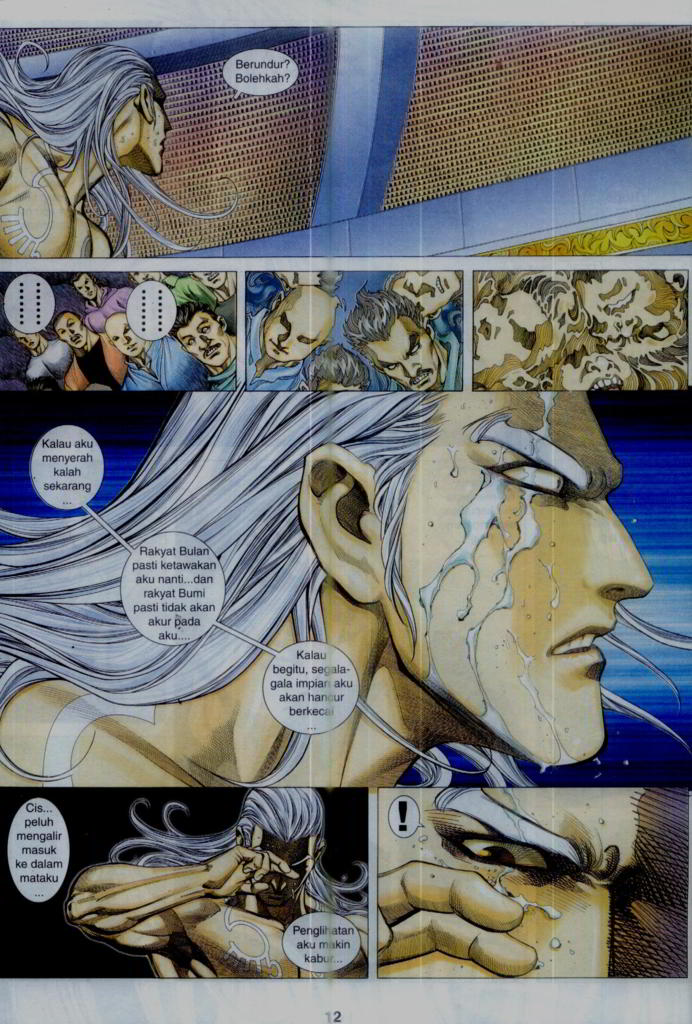 Berundur?
Bolehkah?
......
......
Kalau aku
menyerah
kalah
sekarang
...
Rakyat Bulan
pasti ketawakan
aku nanti...dan
rakyat Bumi
pasti tidak akan
akur pada
aku....
Kalau
begitu, segala-
gala impian aku
akan hancur
berkecai
...
Cis...
peluh
mengalir
masuk
ke dalam
mataku
...
Penglihatan
aku makin
kabur...
!
12